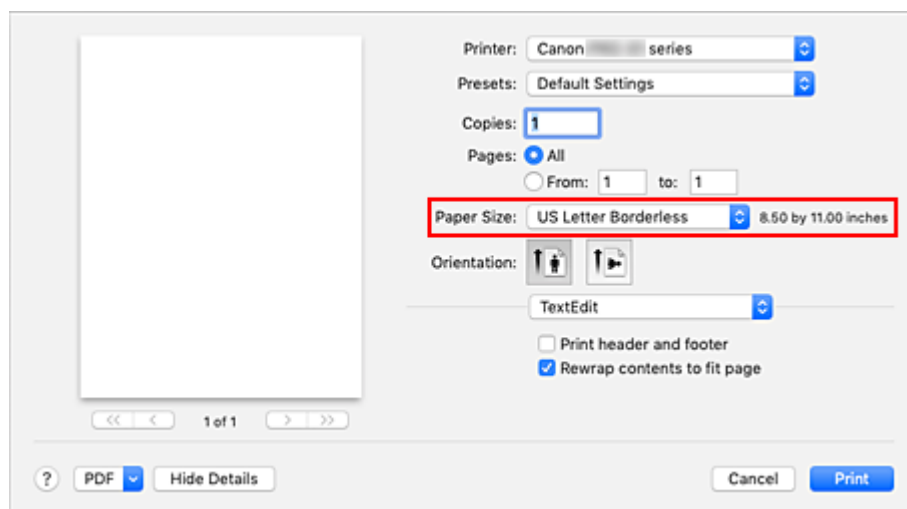 Printer: Canon series
Presets: Default Settings
Copies: 1
Pages: All
From: 1 to: 1
Paper Size: US Letter Borderless 8.50 by 11.00 inches
Orientation:
TextEdit
Print header and footer
Rewrap contents to fit page
<< < 1 of 1 > >>
? PDF Hide Details Cancel Print